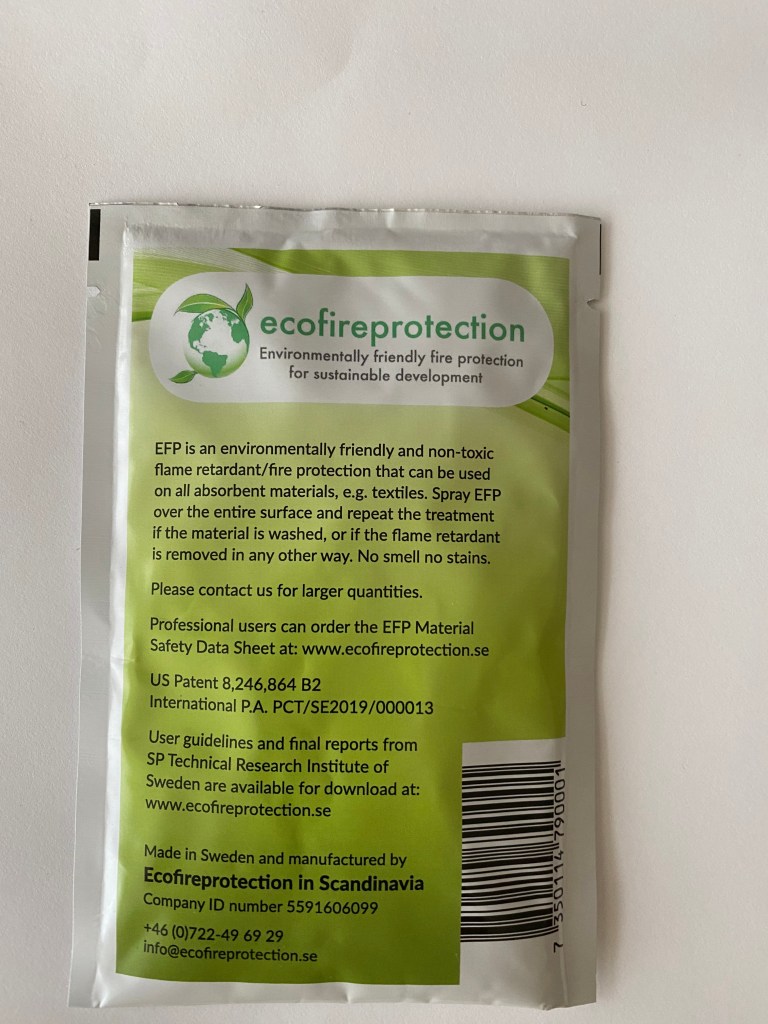 ecofireprotection
Environmentally friendly fire protection
for sustainable development
EFP is an environmentally friendly and non-toxic
flame retardant/fire protection that can be used
on all absorbent materials, e.g. textiles. Spray EFP
over the entire surface and repeat the treatment
if the material is washed, or if the flame retardant
is removed in any other way. No smell no stains.
Please contact us for larger quantities.
Professional users can order the EFP Material
Safety Data Sheet at: www.ecofireprotection.se
US Patent 8,246,864 B2
International P.A. PCT/SE2019/000013
User guidelines and final reports from
SP Technical Research Institute of
Sweden are available for download at:
www.ecofireprotection.se
Made in Sweden and manufactured by
Ecofireprotection in Scandinavia
Company ID number 5591606099
+46 (0)722-49 69 29
info@ecofireprotection.se
7 350114 790001